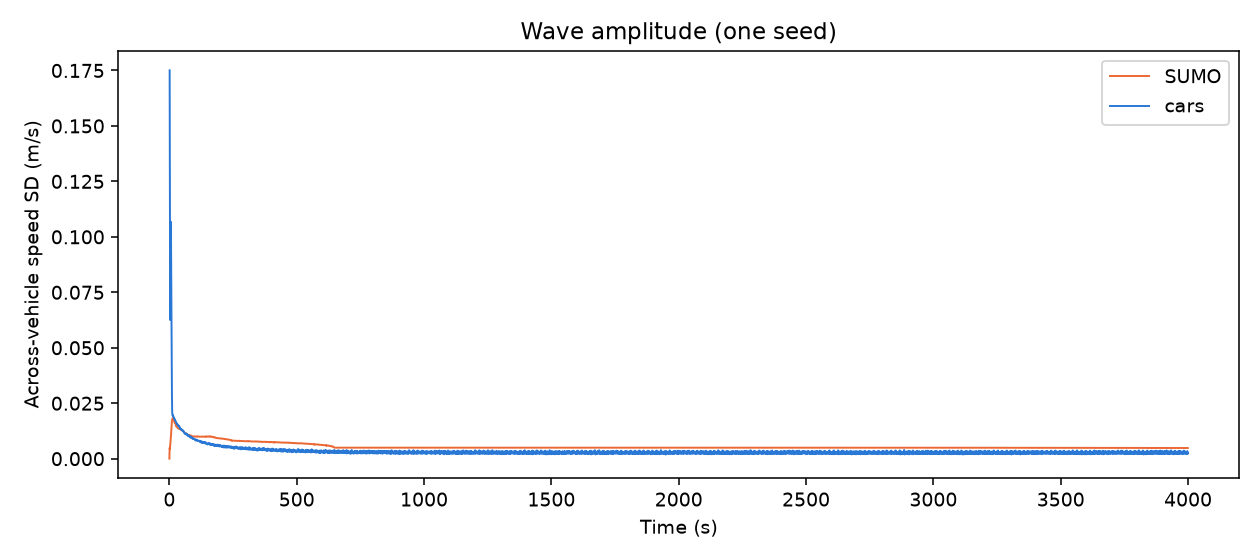 Wave amplitude (one seed)
SUMO
cars
Across-vehicle speed SD (m/s)
0.175
0.150
0.125
0.100
0.075
0.050
0.025
0.000
0 500 1000 1500 2000 2500 3000 3500 4000
Time (s)